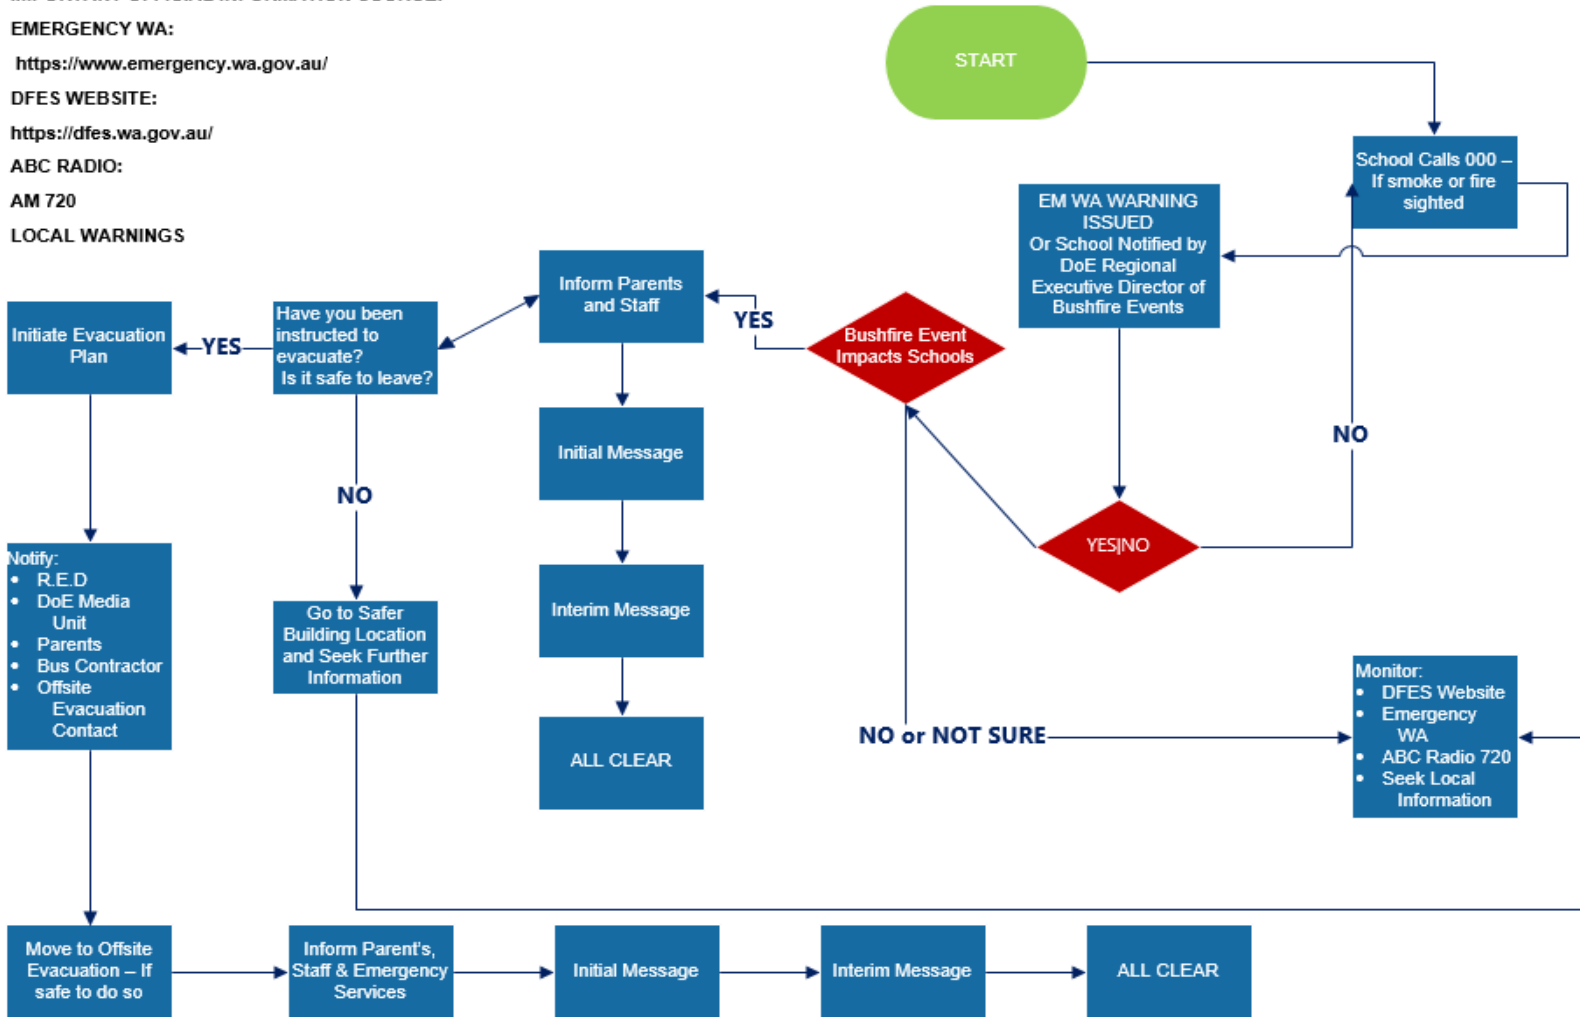 EMERGENCY WA:
https://www.emergency.wa.gov.au/
DFES WEBSITE:
https://dfes.wa.gov.au/
ABC RADIO:
AM 720
LOCAL WARNINGS
START
School Calls 000 –
If smoke or fire
sighted
EM WA WARNING
ISSUED
Or School Notified by
DoE Regional
Executive Director of
Bushfire Events
Inform Parents
and Staff
YES
Bushfire Event
Impacts Schools
Have you been
instructed to
evacuate?
Is it safe to leave?
YES
Initiate Evacuation
Plan
Initial Message
NO
NO
YES|NO
Notify:
• R.E.D
• DoE Media
Unit
• Parents
• Bus Contractor
• Offsite
Evacuation
Contact
Go to Safer
Building Location
and Seek Further
Information
Interim Message
ALL CLEAR
NO or NOT SURE
Monitor:
• DFES Website
• Emergency
WA
• ABC Radio 720
• Seek Local
Information
Move to Offsite
Evacuation – If
safe to do so
Inform Parent's,
Staff & Emergency
Services
Initial Message
Interim Message
ALL CLEAR